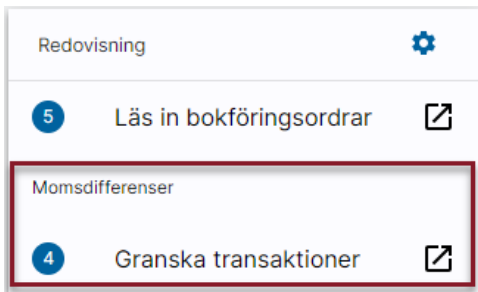 Redovisning
5 Läs in bokföringsordrar
Momsdifferenser
4 Granska transaktioner